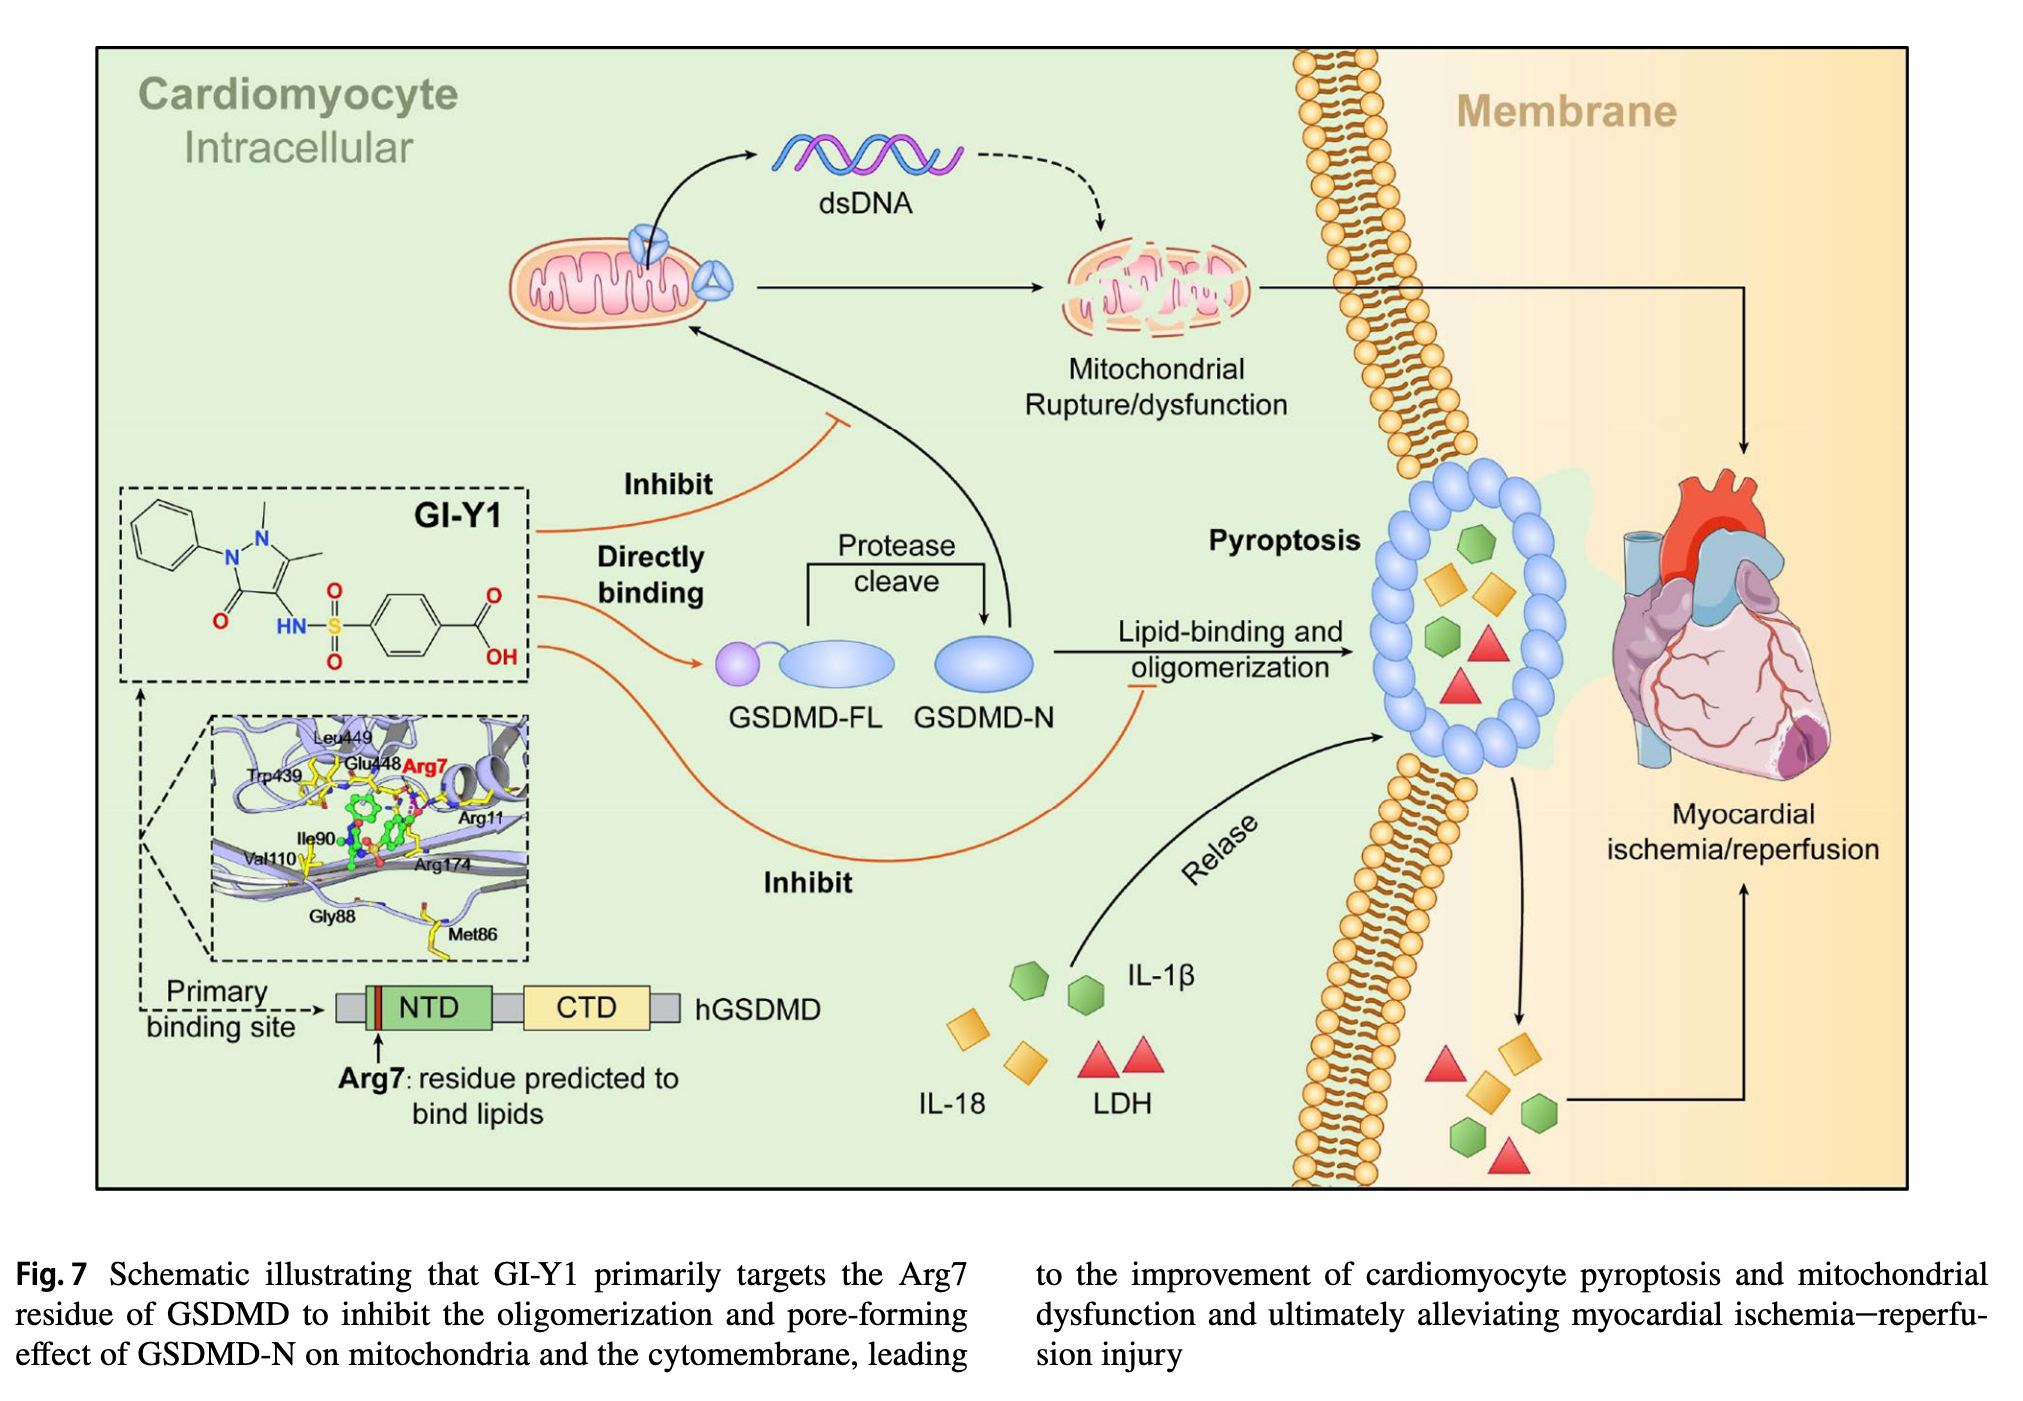 Cardiomyocyte
Intracellular
Membrane
dsDNA
Mitochondrial
Rupture/dysfunction
GI-Y1
N
N
O
HN
S
O
O
O
OH
Inhibit
Directly
binding
Protease
cleave
Pyroptosis
Lipid-binding and
oligomerization
GSDMD-FL
GSDMD-N
Leu449
Trp439
Glu448
Arg7
Arg11
Ile90
Val110
Arg174
Gly88
Met86
Inhibit
Relase
Myocardial
ischemia/reperfusion
Primary
binding site
NTD
CTD
hGSDMD
Arg7: residue predicted to
bind lipids
IL-1β
IL-18
LDH
Fig. 7 Schematic illustrating that GI-Y1 primarily targets the Arg7
residue of GSDMD to inhibit the oligomerization and pore-forming
effect of GSDMD-N on mitochondria and the cytomembrane, leading
to the improvement of cardiomyocyte pyroptosis and mitochondrial
dysfunction and ultimately alleviating myocardial ischemia—reperfu-
sion injury